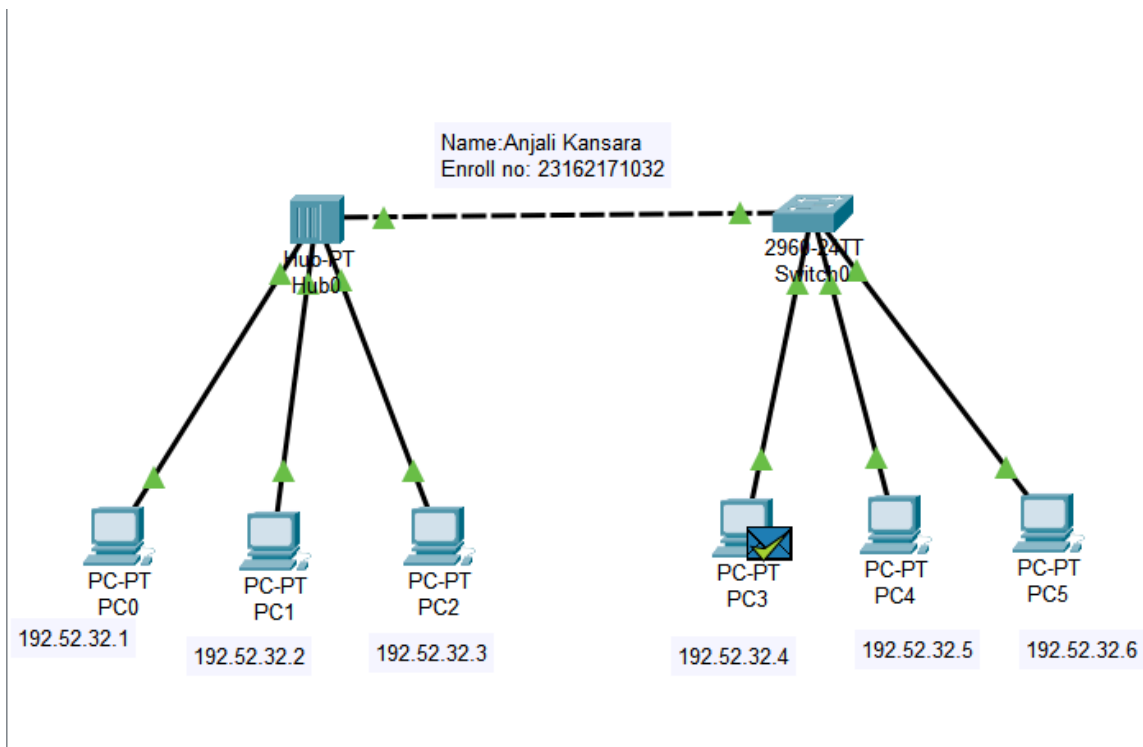 Name:Anjali Kansara
Enroll no: 23162171032
Hub-PT
Hub0
2960-24TT
Switch0
PC-PT
PC0
192.52.32.1
PC-PT
PC1
192.52.32.2
PC-PT
PC2
192.52.32.3
PC-PT
PC3
192.52.32.4
PC-PT
PC4
192.52.32.5
PC-PT
PC5
192.52.32.6